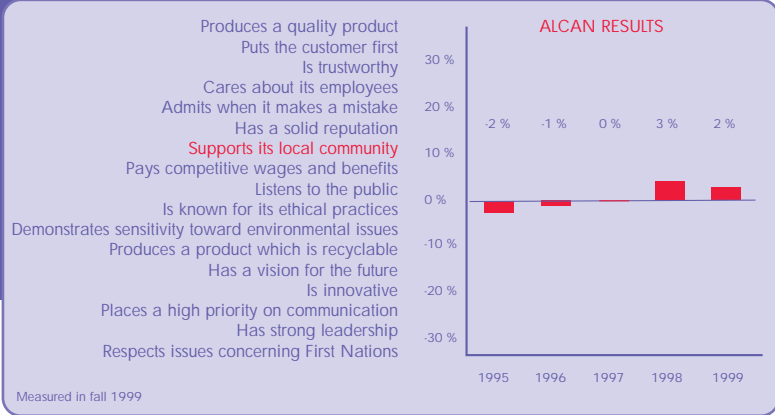 Produces a quality product
Puts the customer first
Is trustworthy
Cares about its employees
Admits when it makes a mistake
Has a solid reputation
Supports its local community
Pays competitive wages and benefits
Listens to the public
Is known for its ethical practices
Demonstrates sensitivity toward environmental issues
Produces a product which is recyclable
Has a vision for the future
Is innovative
Places a high priority on communication
Has strong leadership
Respects issues concerning First Nations
Measured in fall 1999
ALCAN RESULTS
30 %
20 %
10 %
0 %
-10 %
-20 %
-30 %
-2 % -1 % 0 % 3 % 2 %
1995 1996 1997 1998 1999